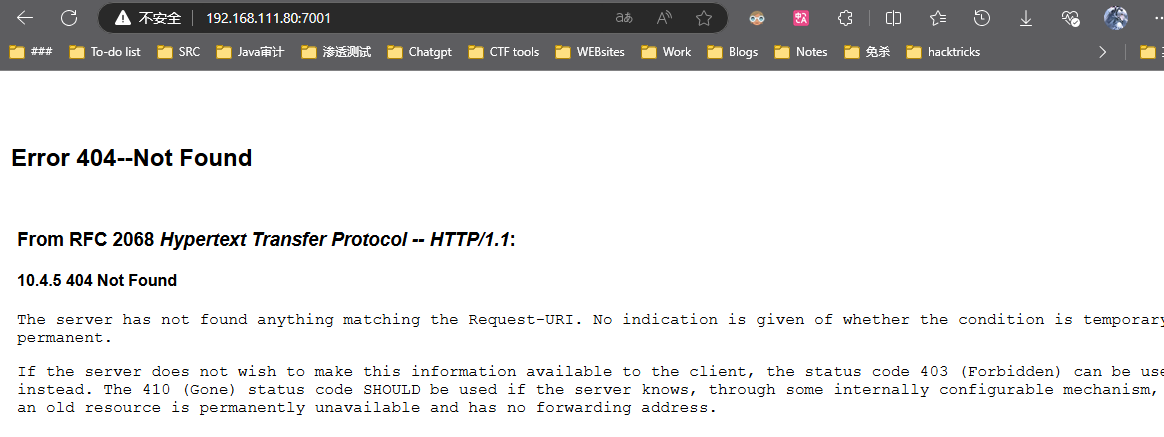 不安全 192.168.111.80:7001 aあ A
### To-do list SRC Java审计 渗透测试 Chatgpt CTF tools WEBsites Work Blogs Notes 免杀 hacktricks
Error 404--Not Found
From RFC 2068 Hypertext Transfer Protocol -- HTTP/1.1:
10.4.5 404 Not Found
The server has not found anything matching the Request-URI. No indication is given of whether the condition is temporary
permanent.
If the server does not wish to make this information available to the client, the status code 403 (Forbidden) can be use
instead. The 410 (Gone) status code SHOULD be used if the server knows, through some internally configurable mechanism,
an old resource is permanently unavailable and has no forwarding address.